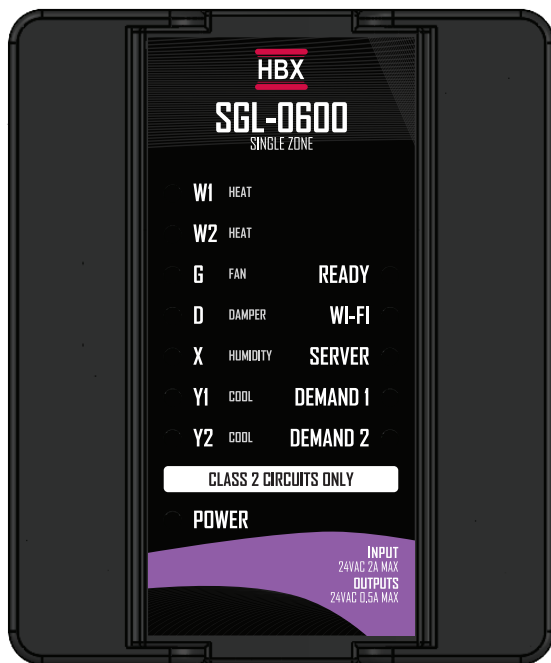 HBX
SGL-0600
SINGLE ZONE
W1 HEAT
W2 HEAT
G FAN READY
D DAMPER WI-FI
X HUMIDITY SERVER
Y1 COOL DEMAND 1
Y2 COOL DEMAND 2
CLASS 2 CIRCUITS ONLY
POWER
INPUT
24VAC 2A MAX
OUTPUTS
24VAC 0.5A MAX